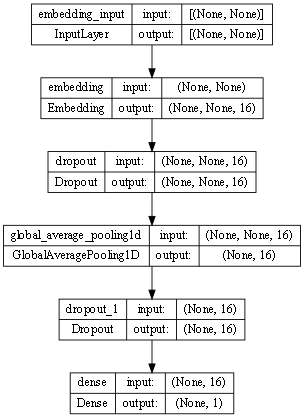 embedding_input input: [(None, None)]
InputLayer output: [(None, None)]
embedding input: (None, None)
Embedding output: (None, None, 16)
dropout input: (None, None, 16)
Dropout output: (None, None, 16)
global_average_pooling1d input: (None, None, 16)
GlobalAveragePooling1D output: (None, 16)
dropout_1 input: (None, 16)
Dropout output: (None, 16)
dense input: (None, 16)
Dense output: (None, 1)